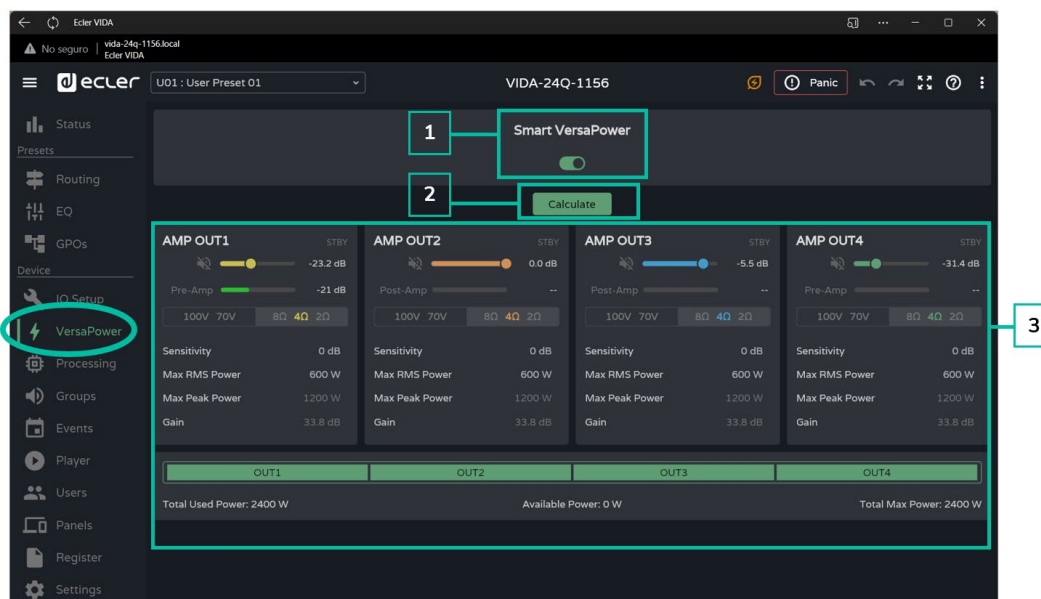 Ecler VIDA
No seguro | vida-24q-1156.local
Ecler VIDA
ecler
U01 : User Preset 01
VIDA-24Q-1156
Panic
Status
Presets
Routing
EQ
GPOs
Device
IO Setup
VersaPower
Processing
Groups
Events
Player
Users
Panels
Register
Settings
1
Smart VersaPower
2
Calculate
3
AMP OUT1 STBY
-23.2 dB
Pre-Amp -21 dB
100V 70V 8Ω 4Ω 2Ω
Sensitivity 0 dB
Max RMS Power 600 W
Max Peak Power 1200 W
Gain 33.8 dB
AMP OUT2 STBY
0.0 dB
Post-Amp --
100V 70V 8Ω 4Ω 2Ω
Sensitivity 0 dB
Max RMS Power 600 W
Max Peak Power 1200 W
Gain 33.8 dB
AMP OUT3 STBY
-5.5 dB
Post-Amp --
100V 70V 8Ω 4Ω 2Ω
Sensitivity 0 dB
Max RMS Power 600 W
Max Peak Power 1200 W
Gain 33.8 dB
AMP OUT4 STBY
-31.4 dB
Pre-Amp --
100V 70V 8Ω 4Ω 2Ω
Sensitivity 0 dB
Max RMS Power 600 W
Max Peak Power 1200 W
Gain 33.8 dB
OUT1 OUT2 OUT3 OUT4
Total Used Power: 2400 W Available Power: 0 W Total Max Power: 2400 W